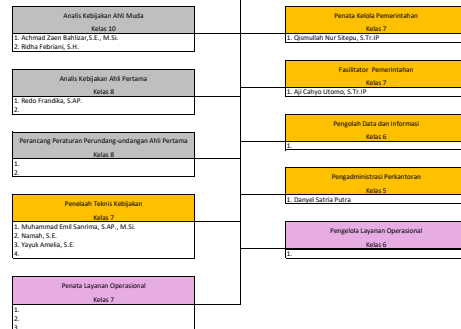 Analis Kebijakan Ahli Muda
Kelas 10
1. Achmad Zaen Bahlizar,S.E., M.Si.
2. Ridha Febriani, S.H.
Analis Kebijakan Ahli Pertama
Kelas 8
1. Redo Frandika, S.AP.
2.
Perancang Peraturan Perundang-undangan Ahli Pertama
Kelas 8
1.
2.
Penelaah Teknis Kebijakan
Kelas 7
1. Muhammad Emil Sanrima, S.AP., M.Si.
2. Namah, S.E.
3. Yayuk Amelia, S.E.
4.
Penata Layanan Operasional
Kelas 7
1.
2.
3.
Penata Kelola Pemerintahan
Kelas 7
1. Qismullah Nur Sitepu, S.Tr.IP
Fasilitator Pemerintahan
Kelas 7
1. Aji Cahyo Utomo, S.Tr.IP
Pengolah Data dan Informasi
Kelas 6
1.
Pengadministrasi Perkantoran
Kelas 5
1. Danyel Satria Putra
Pengelola Layanan Operasional
Kelas 6
1.